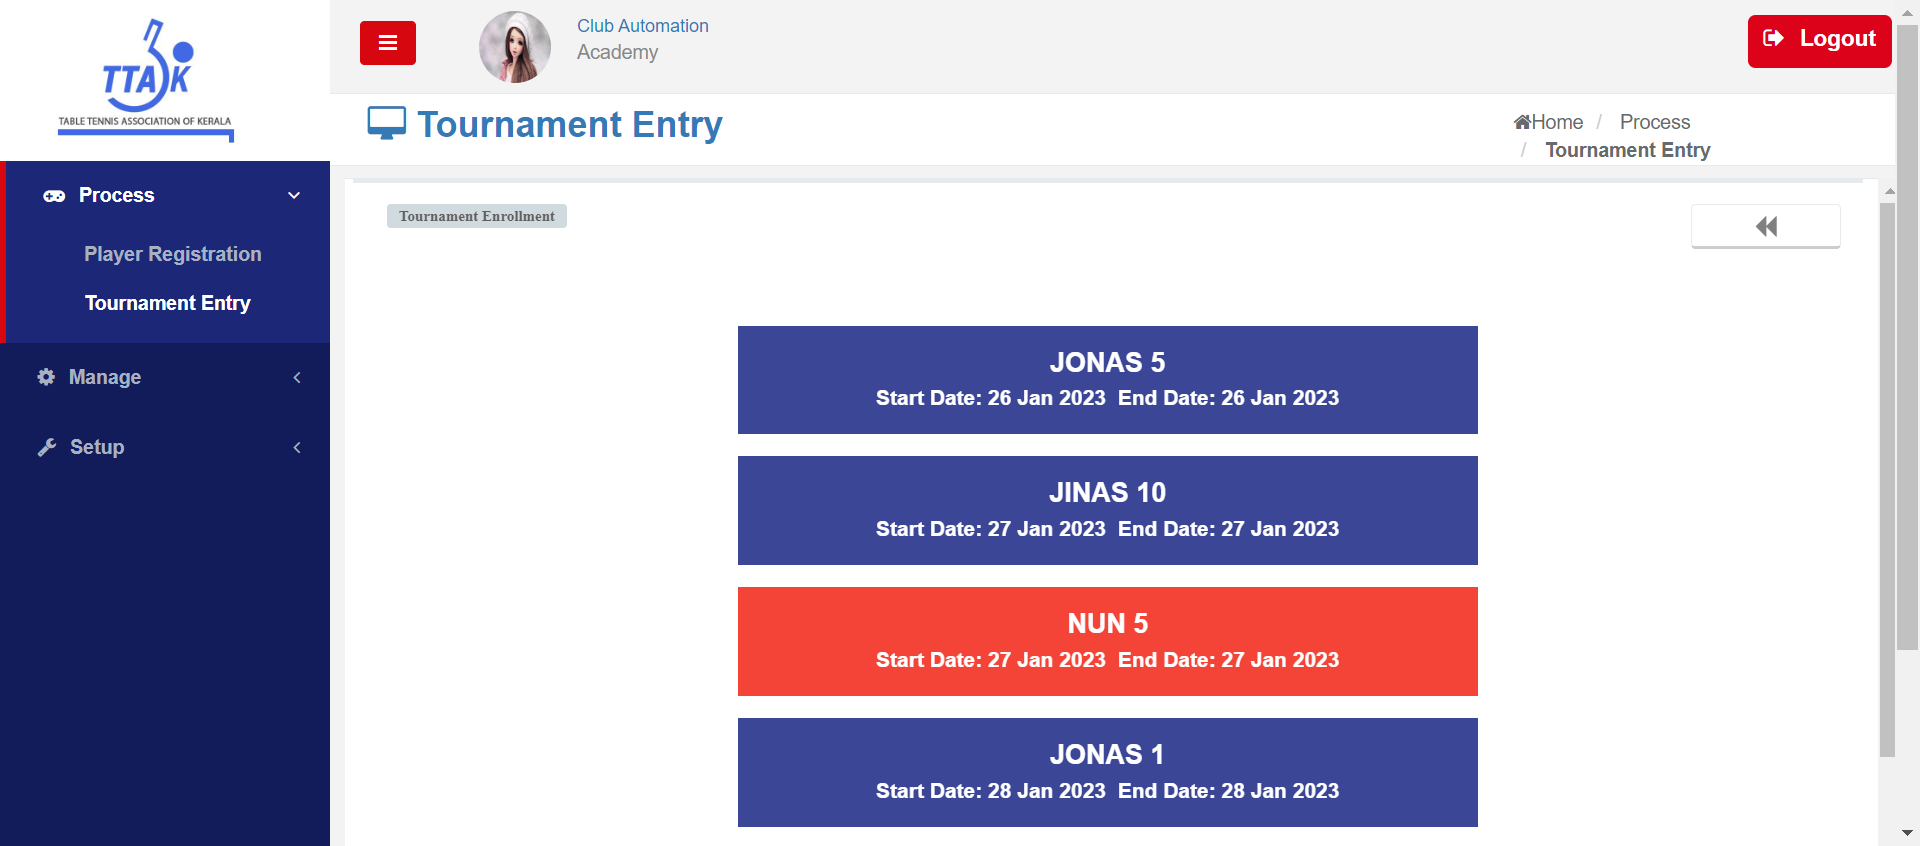 TTAK
TABLE TENNIS ASSOCIATION OF KERALA
Process
Player Registration
Tournament Entry
Manage
Setup
Club Automation
Academy
Logout
Tournament Entry
Home / Process
/ Tournament Entry
Tournament Enrollment
JONAS 5
Start Date: 26 Jan 2023 End Date: 26 Jan 2023
JINAS 10
Start Date: 27 Jan 2023 End Date: 27 Jan 2023
NUN 5
Start Date: 27 Jan 2023 End Date: 27 Jan 2023
JONAS 1
Start Date: 28 Jan 2023 End Date: 28 Jan 2023